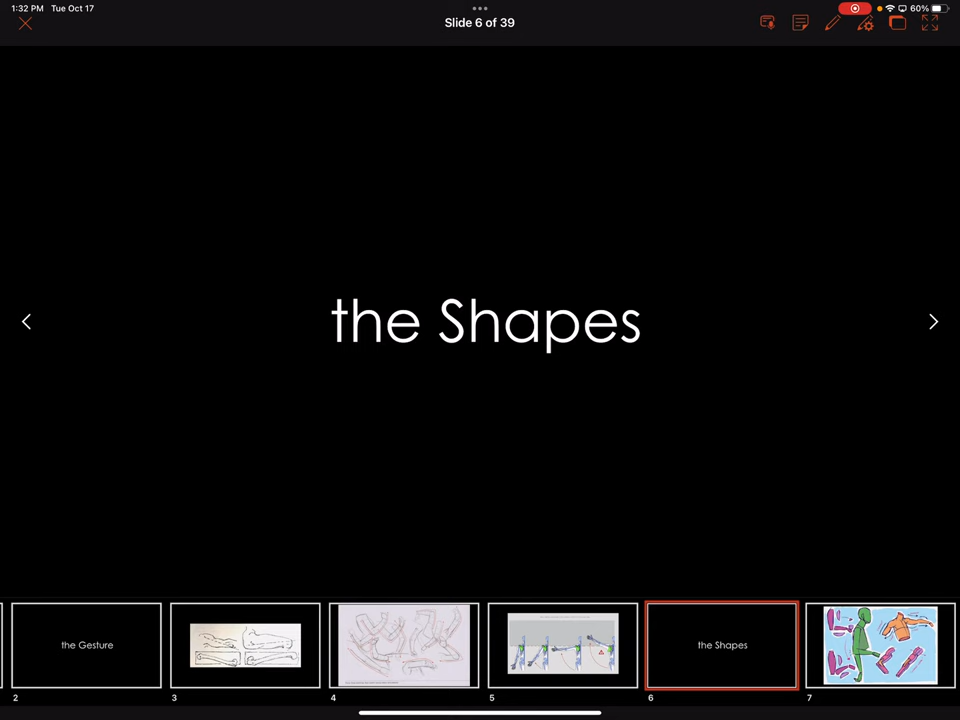 1:32 PM Tue Oct 17
60%
Slide 6 of 39
the Shapes
the Gesture
the Shapes
2
3
4
5
6
7